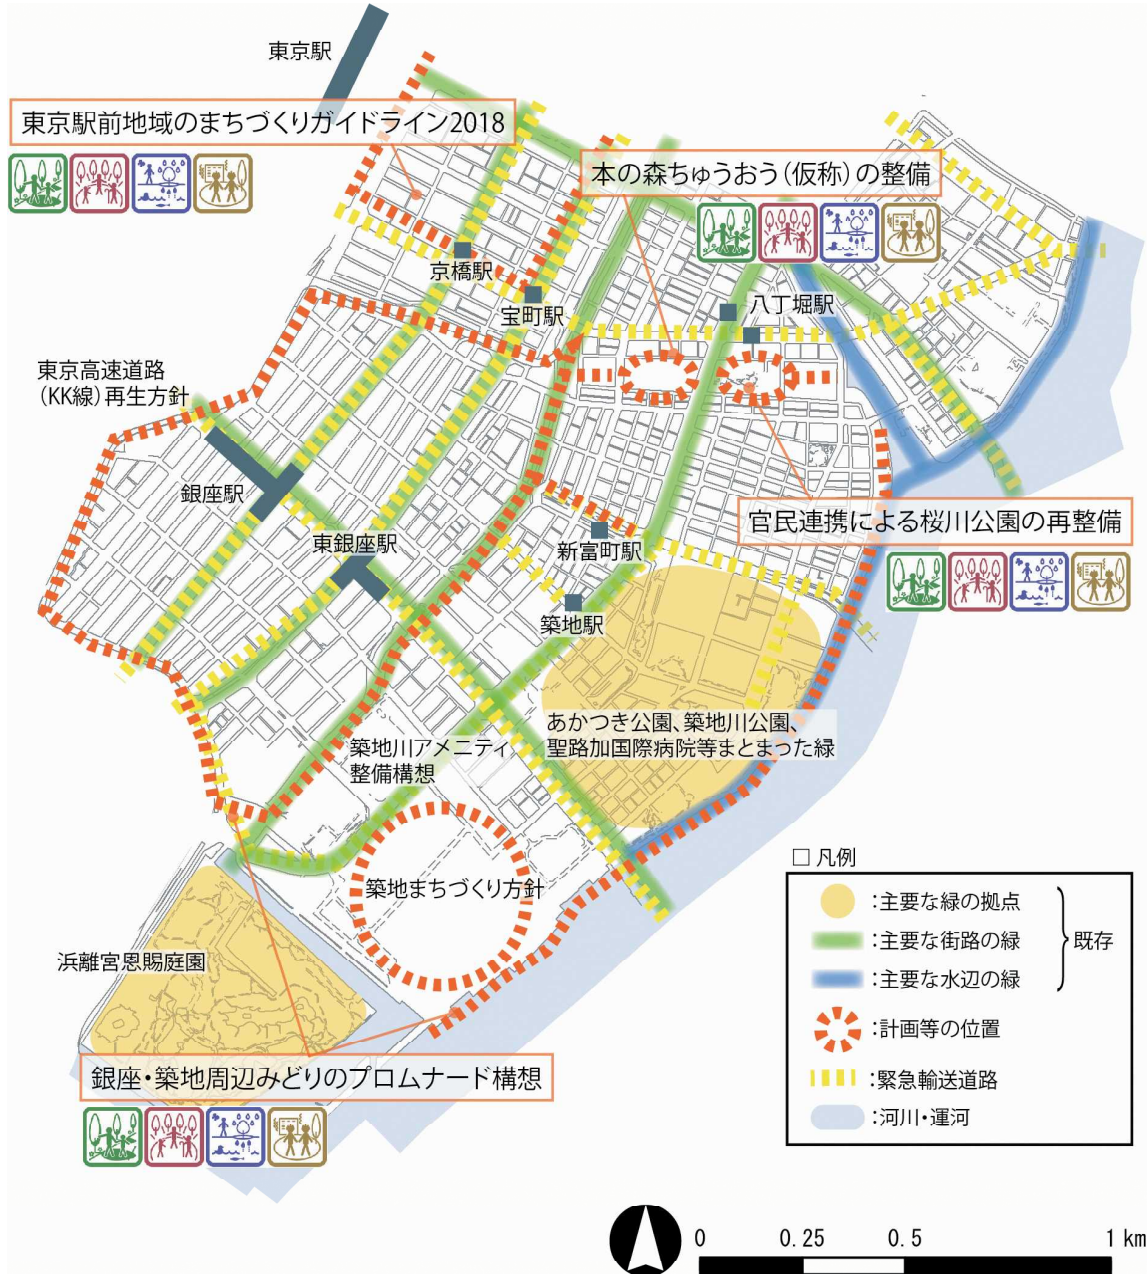 東京駅
東京駅前地域のまちづくりガイドライン2018
本の森ちゅうおう(仮称)の整備
京橋駅
宝町駅
八丁堀駅
東京高速道路
(KK線)再生方針
銀座駅
東銀座駅
新富町駅
官民連携による桜川公園の再整備
築地駅
あかつき公園、築地川公園、
聖路加国際病院等まとまった緑
築地川アメニティ
整備構想
築地まちづくり方針
浜離宮恩賜庭園
銀座・築地周辺みどりのプロムナード構想
□ 凡例
:主要な緑の拠点
:主要な街路の緑
:主要な水辺の緑
既存
:計画等の位置
:緊急輸送道路
:河川・運河
0 0.25 0.5 1 km